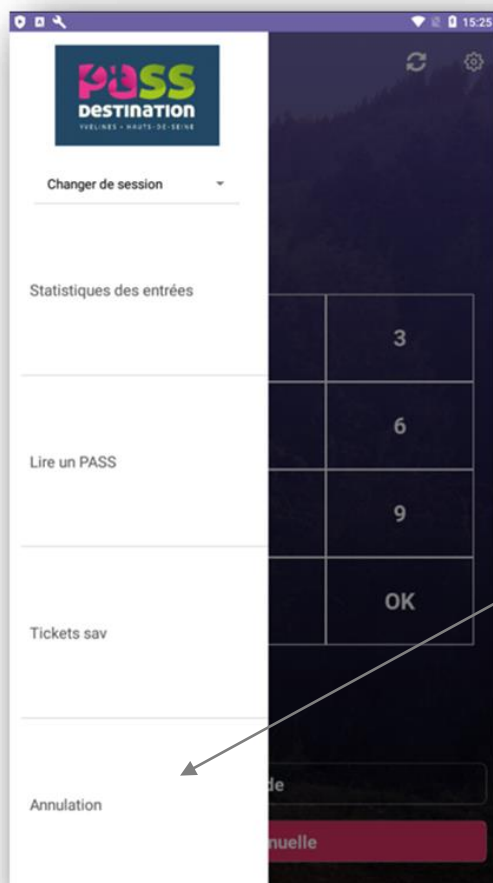 15:25
PASS
DESTINATION
YVELINES - HAUTS-DE-SEINE
Changer de session
Statistiques des entrées
3
Lire un PASS
6
9
OK
Tickets sav
de
Annulation
nuelle